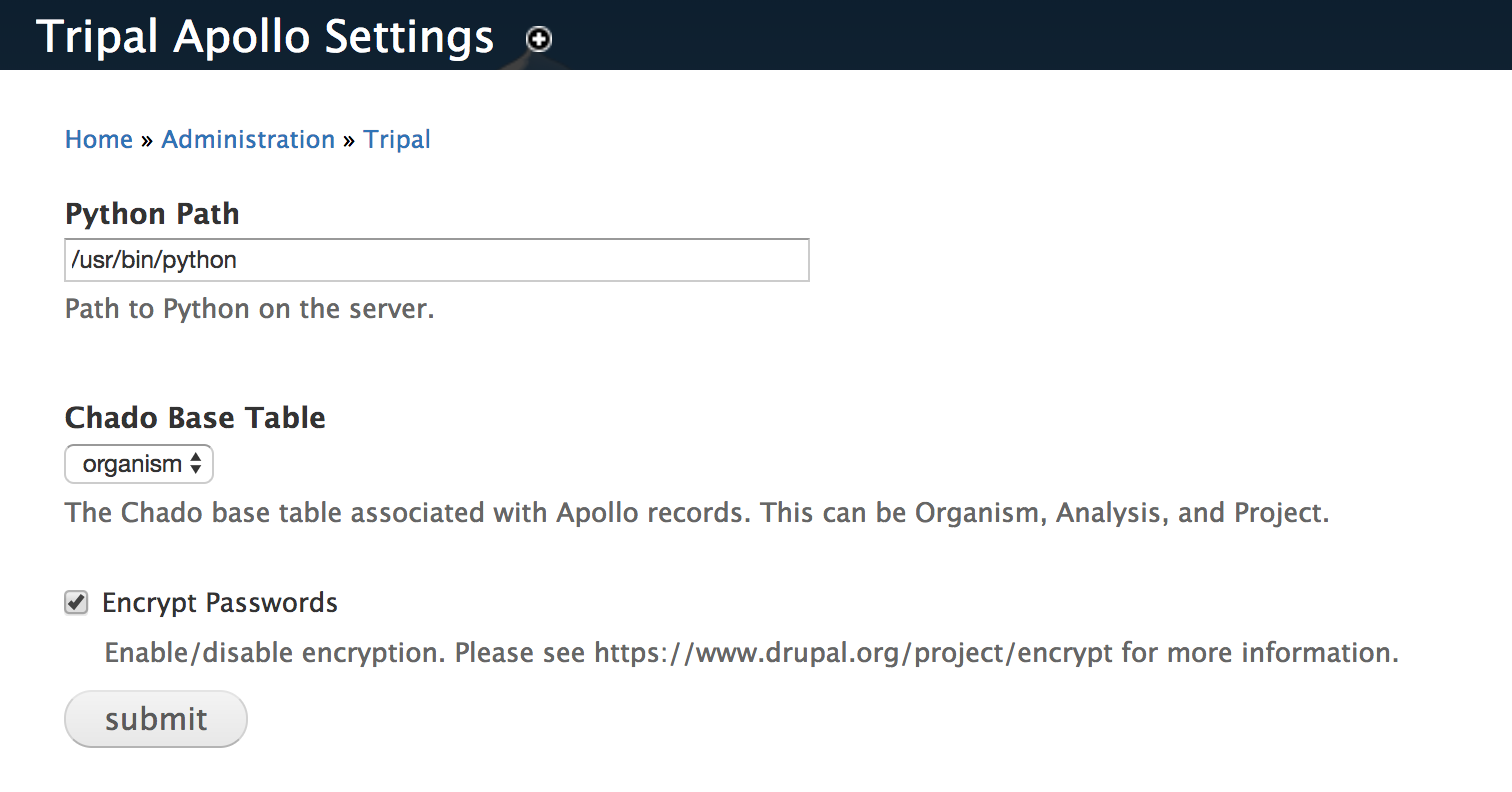 Tripal Apollo Settings
Home » Administration » Tripal
Python Path
/usr/bin/python
Path to Python on the server.
Chado Base Table
organism
The Chado base table associated with Apollo records. This can be Organism, Analysis, and Project.
Encrypt Passwords
Enable/disable encryption. Please see https://www.drupal.org/project/encrypt for more information.
submit